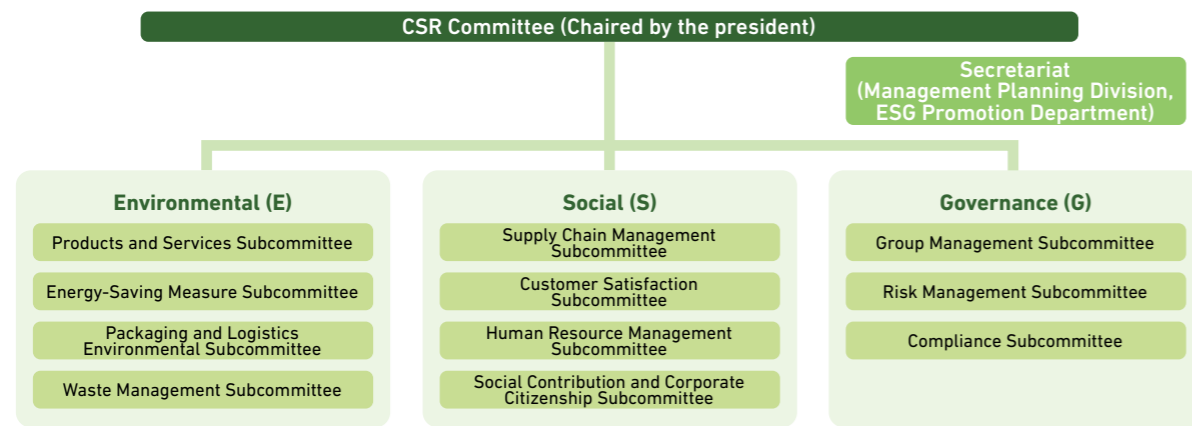 CSR Committee (Chaired by the president)
Secretariat
(Management Planning Division,
ESG Promotion Department)
Environmental (E)
Products and Services Subcommittee
Energy-Saving Measure Subcommittee
Packaging and Logistics
Environmental Subcommittee
Waste Management Subcommittee
Social (S)
Supply Chain Management
Subcommittee
Customer Satisfaction
Subcommittee
Human Resource Management
Subcommittee
Social Contribution and Corporate
Citizenship Subcommittee
Governance (G)
Group Management Subcommittee
Risk Management Subcommittee
Compliance Subcommittee